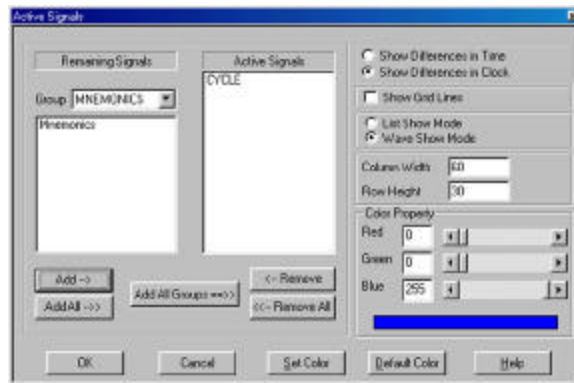 Active Signals
Remaining Signals
Active Signals
Group MNEMONICS
Mnemonics
CYCLE
Add ->
Add All ->>
Add All Groups ==>>
<- Remove
<<- Remove All
Show Differences in Time
Show Differences in Clock
Show Grid Lines
List Show Mode
Wave Show Mode
Column Width 60
Row Height 30
Color Property
Red 0
Green 0
Blue 255
OK
Cancel
Set Color
Default Color
Help